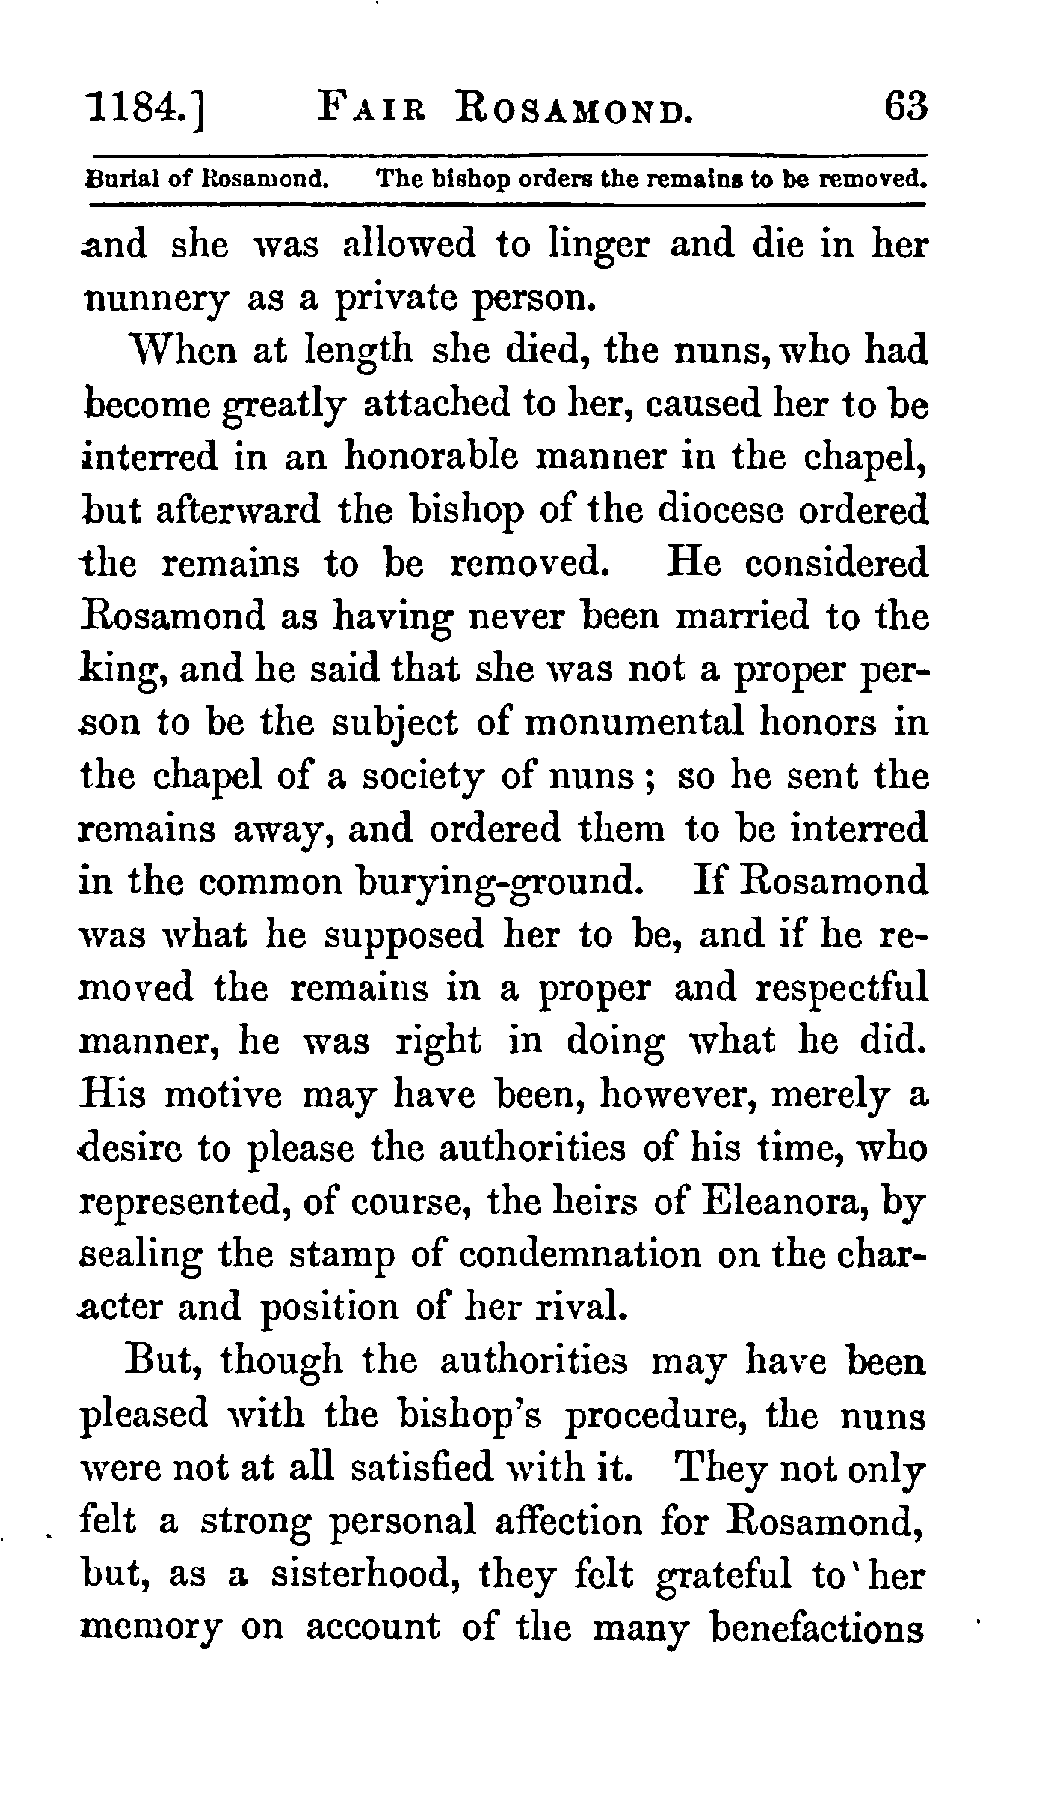 1184.] FAIR ROSAMOND. 63
Burial of Rosamond. The bishop orders the remains to be removed.
and she was allowed to linger and die in her
nunnery as a private person.
When at length she died, the nuns, who had
become greatly attached to her, caused her to be
interred in an honorable manner in the chapel,
but afterward the bishop of the diocese ordered
the remains to be removed. He considered
Rosamond as having never been married to the
king, and he said that she was not a proper per-
son to be the subject of monumental honors in
the chapel of a society of nuns ; so he sent the
remains away, and ordered them to be interred
in the common burying-ground. If Rosamond
was what he supposed her to be, and if he re-
moved the remains in a proper and respectful
manner, he was right in doing what he did.
His motive may have been, however, merely a
desire to please the authorities of his time, who
represented, of course, the heirs of Eleanora, by
sealing the stamp of condemnation on the char-
acter and position of her rival.
But, though the authorities may have been
pleased with the bishop's procedure, the nuns
were not at all satisfied with it. They not only
felt a strong personal affection for Rosamond,
but, as a sisterhood, they felt grateful to her
memory on account of the many benefactions